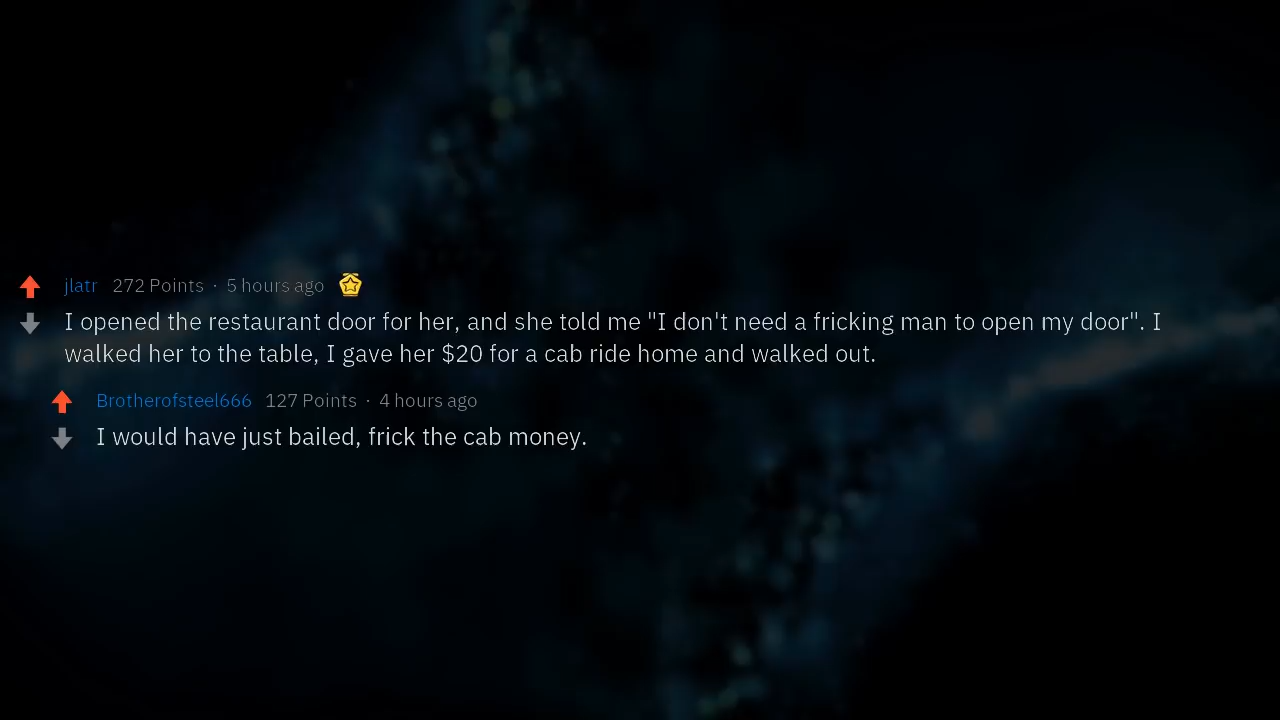 jlatr 272 Points · 5 hours ago
I opened the restaurant door for her, and she told me "I don't need a fricking man to open my door". I
walked her to the table, I gave her $20 for a cab ride home and walked out.
Brotherofsteel666 127 Points · 4 hours ago
I would have just bailed, frick the cab money.